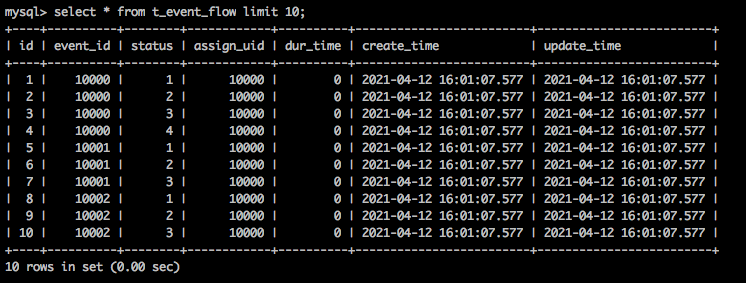 mysql> select * from t_event_flow limit 10;
+----+----------+--------+------------+----------+-------------------------+-------------------------+
| id | event_id | status | assign_uid | dur_time | create_time             | update_time             |
+----+----------+--------+------------+----------+-------------------------+-------------------------+
|  1 |    10000 |      1 |      10000 |        0 | 2021-04-12 16:01:07.577 | 2021-04-12 16:01:07.577 |
|  2 |    10000 |      2 |      10000 |        0 | 2021-04-12 16:01:07.577 | 2021-04-12 16:01:07.577 |
|  3 |    10000 |      3 |      10000 |        0 | 2021-04-12 16:01:07.577 | 2021-04-12 16:01:07.577 |
|  4 |    10000 |      4 |      10000 |        0 | 2021-04-12 16:01:07.577 | 2021-04-12 16:01:07.577 |
|  5 |    10001 |      1 |      10000 |        0 | 2021-04-12 16:01:07.577 | 2021-04-12 16:01:07.577 |
|  6 |    10001 |      2 |      10000 |        0 | 2021-04-12 16:01:07.577 | 2021-04-12 16:01:07.577 |
|  7 |    10001 |      3 |      10000 |        0 | 2021-04-12 16:01:07.577 | 2021-04-12 16:01:07.577 |
|  8 |    10002 |      1 |      10000 |        0 | 2021-04-12 16:01:07.577 | 2021-04-12 16:01:07.577 |
|  9 |    10002 |      2 |      10000 |        0 | 2021-04-12 16:01:07.577 | 2021-04-12 16:01:07.577 |
| 10 |    10002 |      3 |      10000 |        0 | 2021-04-12 16:01:07.577 | 2021-04-12 16:01:07.577 |
+----+----------+--------+------------+----------+-------------------------+-------------------------+
10 rows in set (0.00 sec)